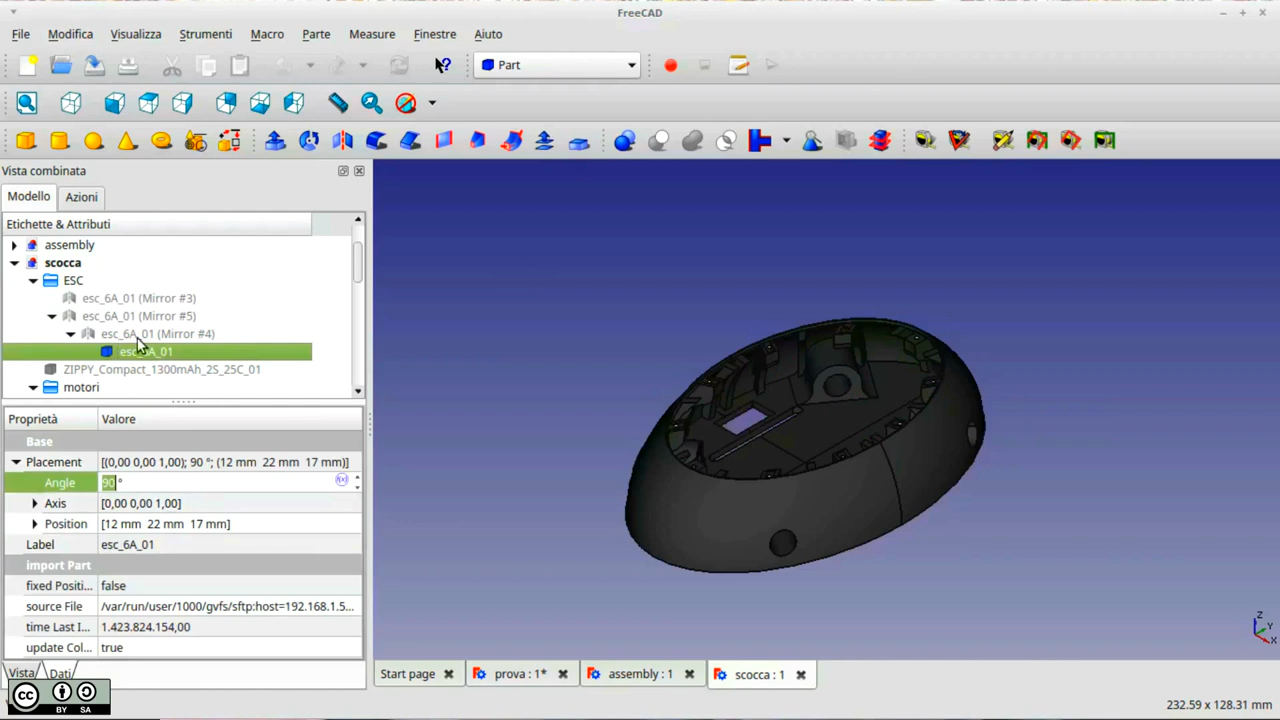 FreeCAD
File Modifica Visualizza Strumenti Macro Parte Measure Finestre Aiuto
Part
Vista combinata
Modello Azioni
Etichette & Attributi
assembly
scocca
ESC
esc_6A_01 (Mirror #3)
esc_6A_01 (Mirror #5)
esc_6A_01 (Mirror #4)
esc_6A_01
ZIPPY_Compact_1300mAh_2S_25C_01
motori
Proprietà Valore
Base
Placement [(0,00 0,00 1,00); 90 °; (12 mm 22 mm 17 mm)]
Angle 90 °
Axis [0,00 0,00 1,00]
Position [12 mm 22 mm 17 mm]
Label esc_6A_01
import Part
fixed Positi... false
source File /var/run/user/1000/gvfs/sftp:host=192.168.1.5...
time Last I... 1.423.824.154,00
update Col... true
Vista Dati
Start page prova : 1* assembly : 1 scocca : 1
Z
Y
X
cc
BY SA
232.59 x 128.31 mm